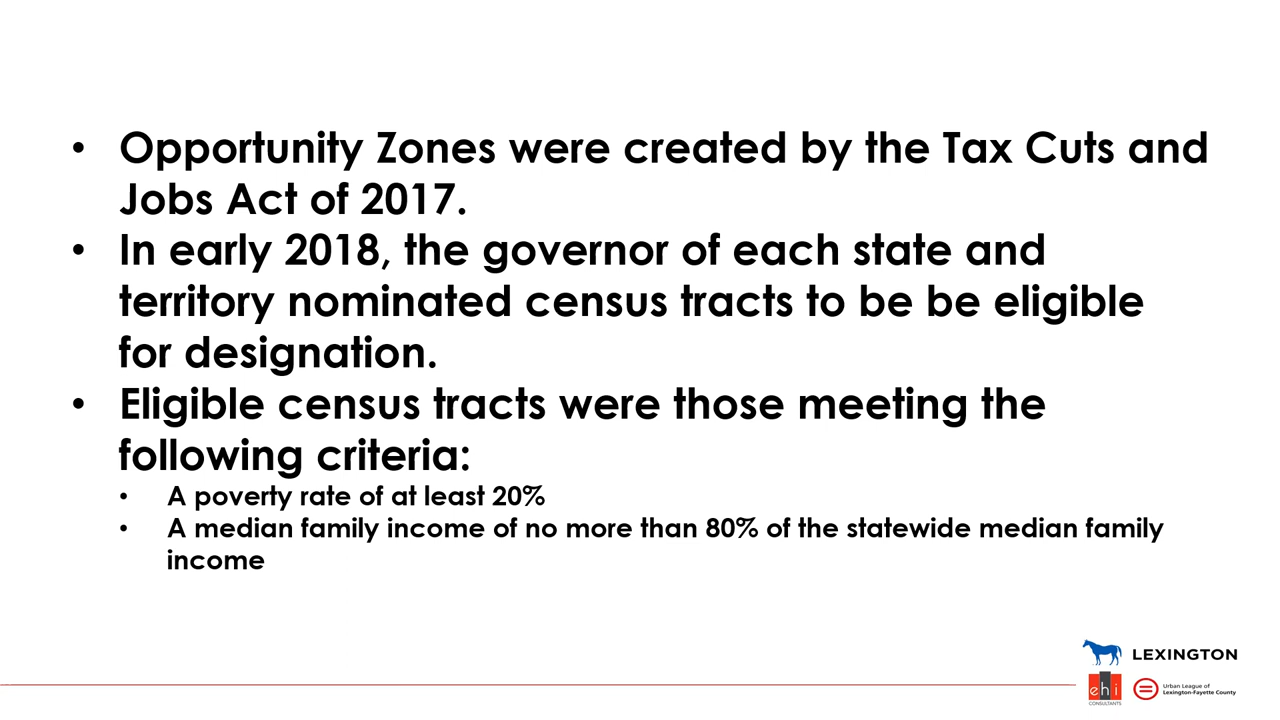 • Opportunity Zones were created by the Tax Cuts and
Jobs Act of 2017.
• In early 2018, the governor of each state and
territory nominated census tracts to be be eligible
for designation.
• Eligible census tracts were those meeting the
following criteria:
• A poverty rate of at least 20%
• A median family income of no more than 80% of the statewide median family
income
LEXINGTON
ehi
CONSULTANTS
Urban League of
Lexington-Fayette County